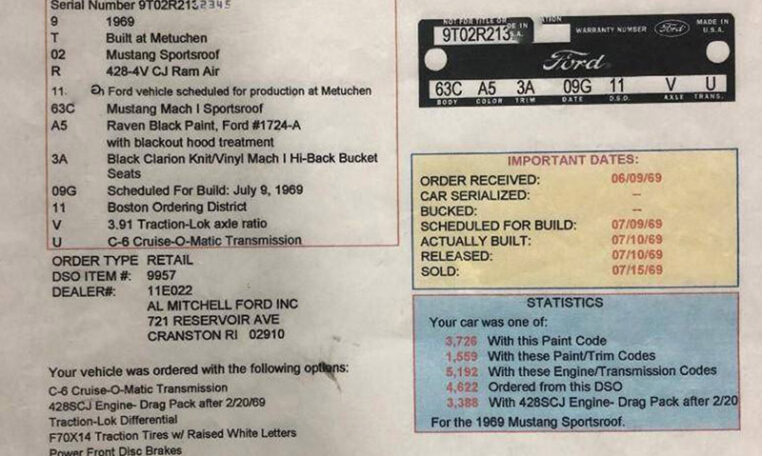 Serial Number 9T02R2132345
9 1969
T Built at Metuchen
02 Mustang Sportsroof
R 428-4V CJ Ram Air
11. Ford vehicle scheduled for production at Metuchen
63C Mustang Mach I Sportsroof
A5 Raven Black Paint, Ford #1724-A
with blackout hood treatment
3A Black Clarion Knit/Vinyl Mach I Hi-Back Bucket
Seats
09G Scheduled For Build: July 9, 1969
11 Boston Ordering District
V 3.91 Traction-Lok axle ratio
U C-6 Cruise-O-Matic Transmission
ORDER TYPE RETAIL
DSO ITEM #: 9957
DEALER#: 11E022
AL MITCHELL FORD INC
721 RESERVOIR AVE
CRANSTON RI 02910
Your vehicle was ordered with the following options:
C-6 Cruise-O-Matic Transmission
428SCJ Engine- Drag Pack after 2/20/69
Traction-Lok Differential
F70X14 Traction Tires w/ Raised White Letters
Power Front Disc Brakes
NOT FOR TITLE OR
WARRANTY NUMBER Ford MADE IN
U.S.A.
9T02R213
Ford
63C A5 3A 09G 11 V U
BODY COLOR TRIM DATE D.S.O. AXLE TRANS.
IMPORTANT DATES:
ORDER RECEIVED: 06/09/69
CAR SERIALIZED: --
BUCKED: --
SCHEDULED FOR BUILD: 07/09/69
ACTUALLY BUILT: 07/10/69
RELEASED: 07/10/69
SOLD: 07/15/69
STATISTICS
Your car was one of:
3,726 With this Paint Code
1,559 With these Paint/Trim Codes
5,192 With these Engine/Transmission Codes
4,622 Ordered from this DSO
3,388 With 428SCJ Engine- Drag Pack after 2/20
For the 1969 Mustang Sportsroof.